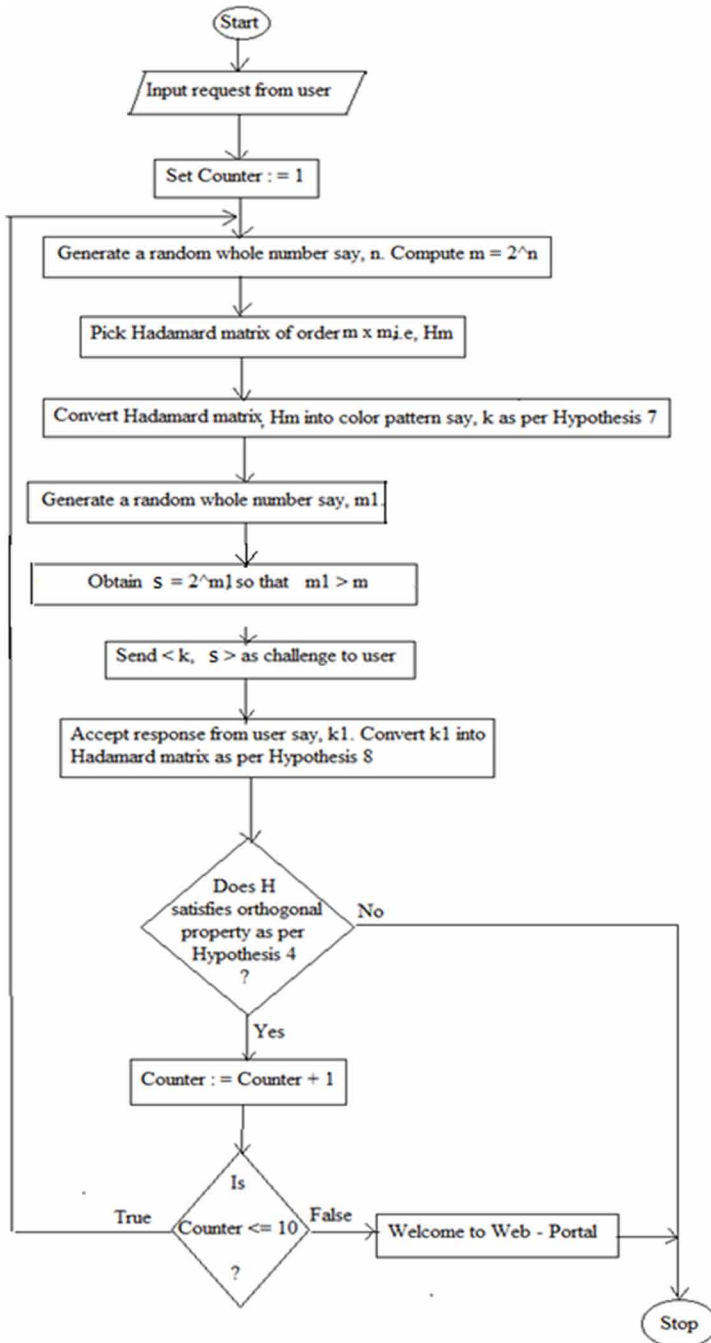 Start
Input request from user
Set Counter : = 1
Generate a random whole number say, n. Compute m = 2^n
Pick Hadamard matrix of order m x m,i.e, Hm
Convert Hadamard matrix, Hm into color pattern say, k as per Hypothesis 7
Generate a random whole number say, m1.
Obtain s = 2^m1 so that m1 > m
Send < k, s > as challenge to user
Accept response from user say, k1. Convert k1 into
Hadamard matrix as per Hypothesis 8
Does H
satisfies orthogonal
property as per
Hypothesis 4
?
No
Yes
Counter : = Counter + 1
Is
Counter <= 10
?
True
False
Welcome to Web - Portal
Stop